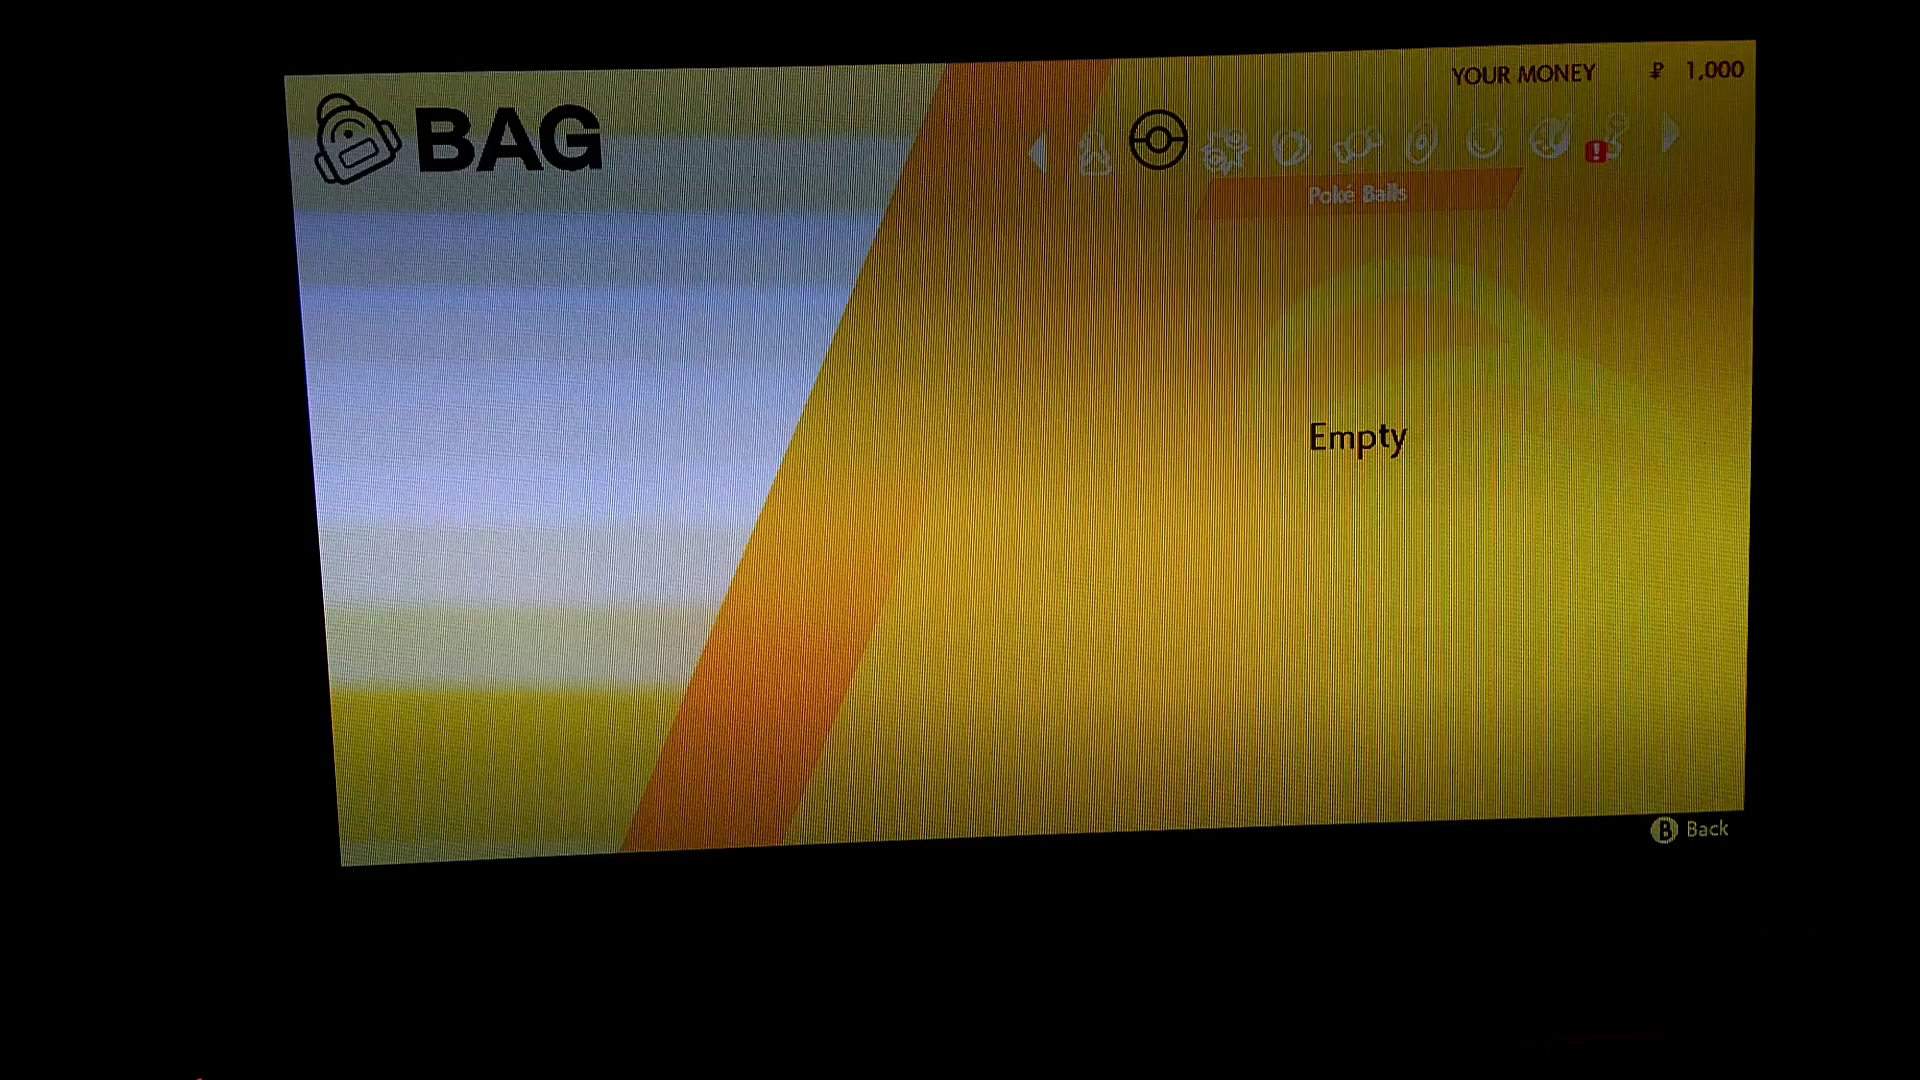 BAG
YOUR MONEY ₽ 1,000
Poké Balls
Empty
B Back